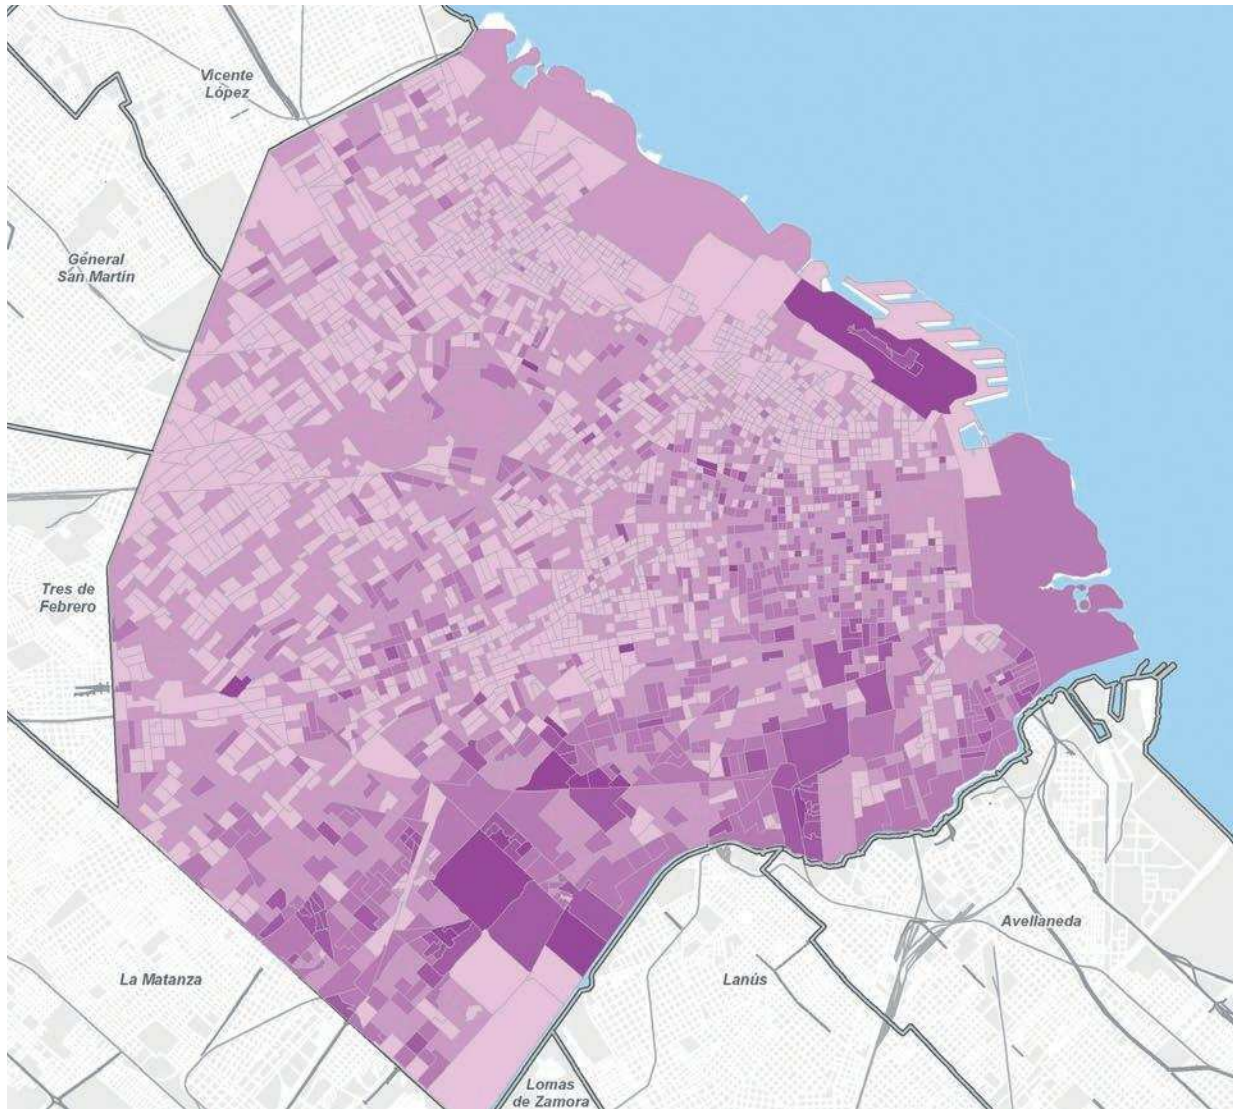 Vicente
López
General
San Martín
Tres de
Febrero
La Matanza
Avellaneda
Lanús
Lomas
de Zamora